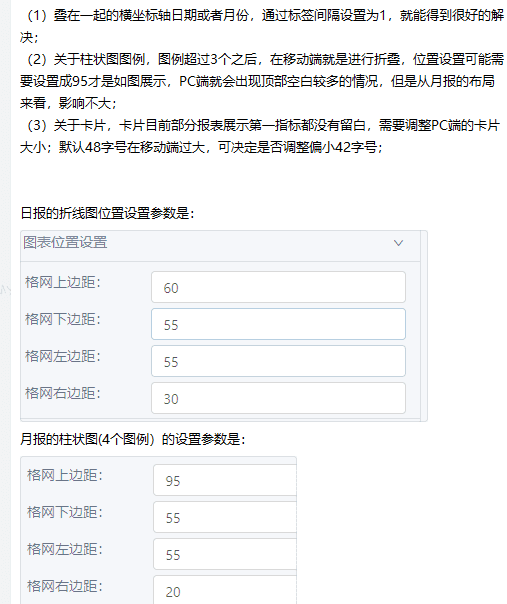 （1）叠在一起的横坐标轴日期或者月份，通过标签间隔设置为1，就能得到很好的解
决；
（2）关于柱状图图例，图例超过3个之后，在移动端就是进行折叠，位置设置可能需
要设置成95才是如图展示，PC端就会出现顶部空白较多的情况，但是从月报的布局
来看，影响不大；
（3）关于卡片，卡片目前部分报表展示第一指标都没有留白，需要调整PC端的卡片
大小；默认48字号在移动端过大，可决定是否调整偏小42字号；
日报的折线图位置设置参数是：
图表位置设置
格网上边距： 60
格网下边距： 55
格网左边距： 55
格网右边距： 30
月报的柱状图(4个图例）的设置参数是：
格网上边距： 95
格网下边距： 55
格网左边距： 55
格网右边距： 20